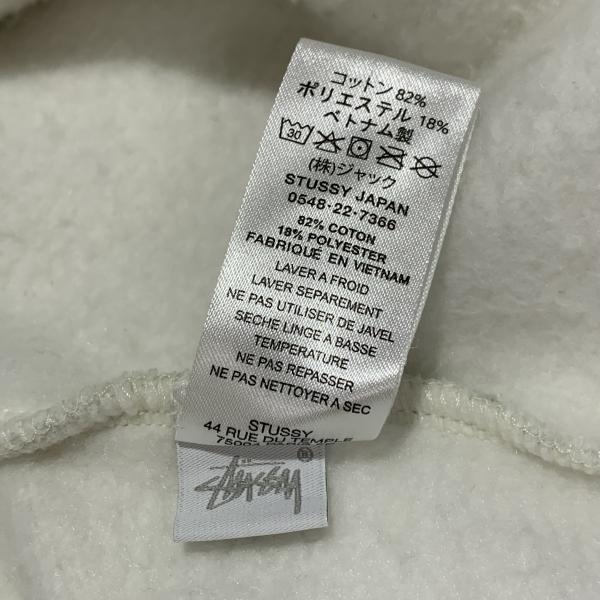 コットン 82%
ポリエステル 18%
ベトナム製
30
(株)ジャック
STUSSY JAPAN
0548-22-7366
82% COTON
18% POLYESTER
FABRIQUÉ EN VIETNAM
LAVER A FROID
LAVER SEPAREMENT
NE PAS UTILISER DE JAVEL
SECHE LINGE A BASSE
TEMPERATURE
NE PAS REPASSER
NE PAS NETTOYER A SEC
STUSSY
44 RUE DU TEMPLE
75004 PARIS
Stüssy ®